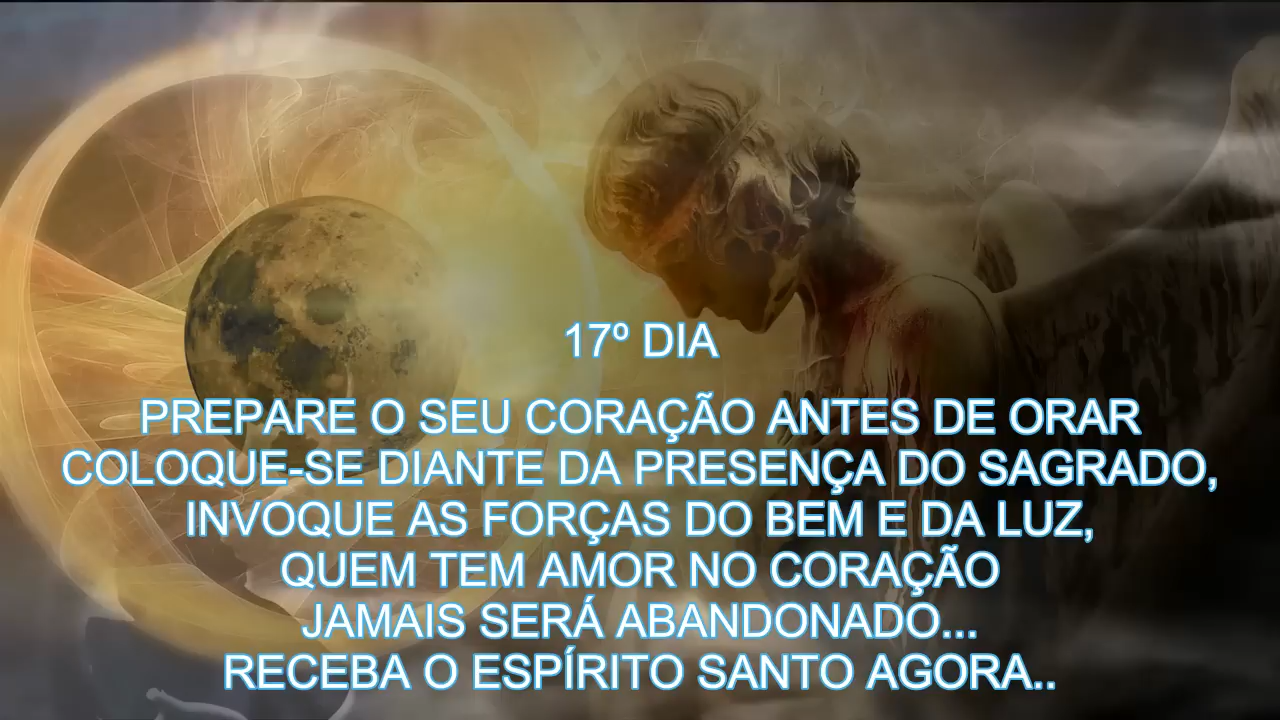 17º DIA
PREPARE O SEU CORAÇÃO ANTES DE ORAR
COLOQUE-SE DIANTE DA PRESENÇA DO SAGRADO,
INVOQUE AS FORÇAS DO BEM E DA LUZ,
QUEM TEM AMOR NO CORAÇÃO
JAMAIS SERÁ ABANDONADO...
RECEBA O ESPÍRITO SANTO AGORA..